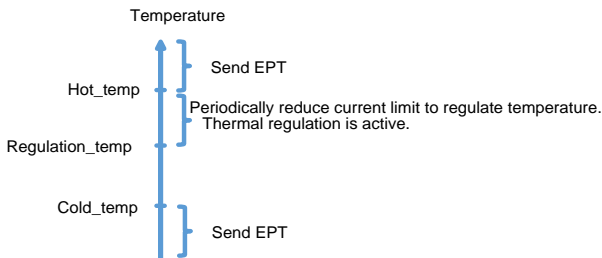 Temperature
Send EPT
Hot_temp
Periodically reduce current limit to regulate temperature.
Thermal regulation is active.
Regulation_temp
Cold_temp
Send EPT